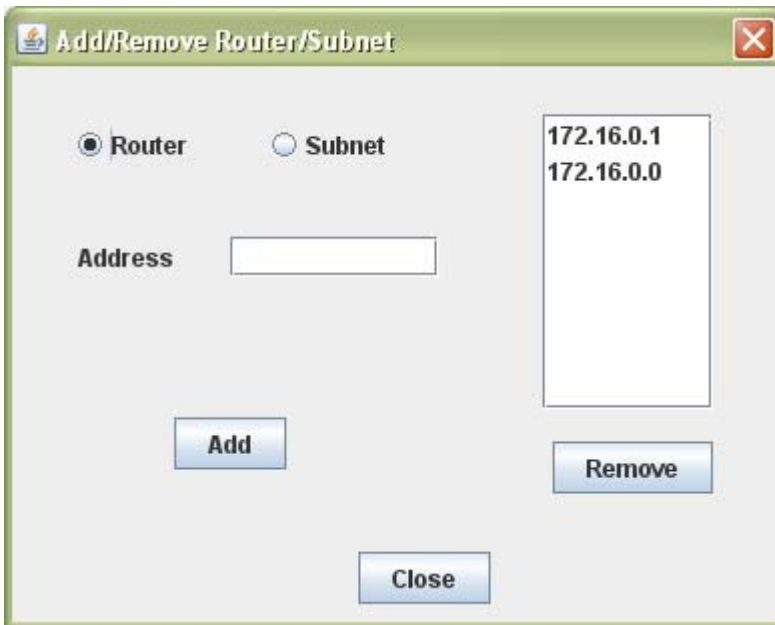 Add/Remove Router/Subnet
Router
Subnet
172.16.0.1
172.16.0.0
Address
Add
Remove
Close